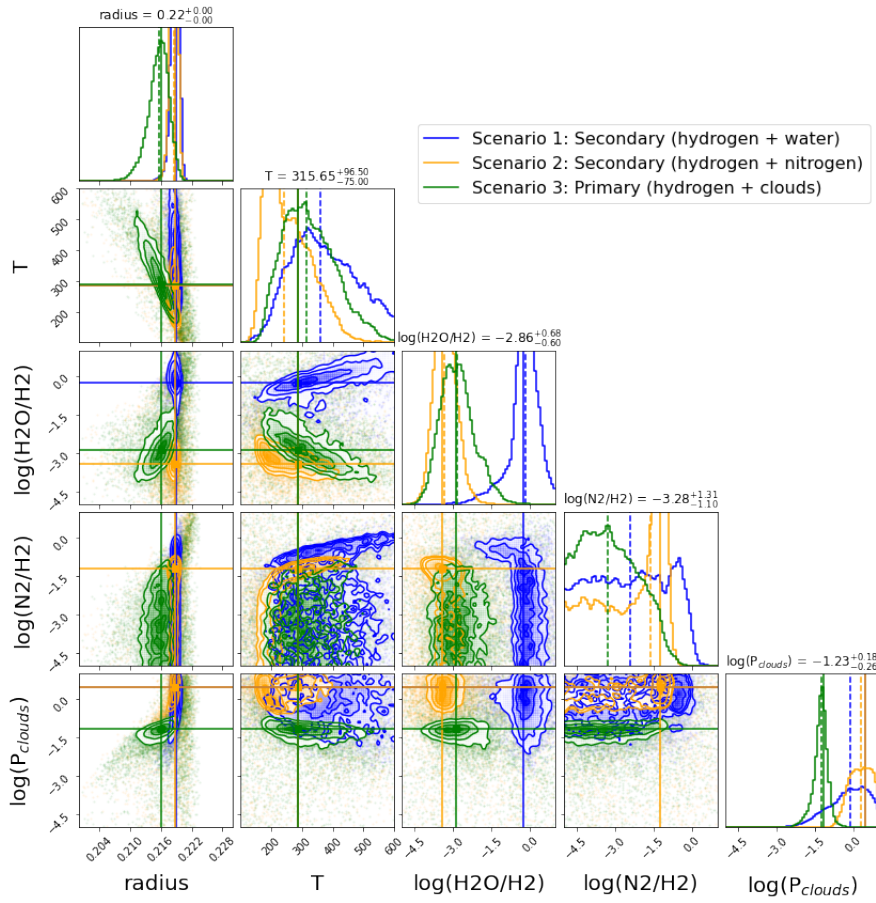 radius = 0.22+0.00−0.00
Scenario 1: Secondary (hydrogen + water)
Scenario 2: Secondary (hydrogen + nitrogen)
Scenario 3: Primary (hydrogen + clouds)
T = 315.65+96.50−75.00
600
500
400
300
200
T
log(H2O/H2) = −2.86+0.68−0.60
0.0
−1.5
−3.0
−4.5
log(H2O/H2)
log(N2/H2) = −3.28+1.31−1.10
0.0
−1.5
−3.0
−4.5
log(N2/H2)
log(Pclouds) = −1.23+0.18−0.26
0.0
−1.5
−3.0
−4.5
log(Pclouds)
0.204 0.210 0.216 0.222 0.228 200 300 400 500 600 −4.5 −3.0 −1.5 0.0 −4.5 −3.0 −1.5 0.0 −4.5 −3.0 −1.5 0.0
radius T log(H2O/H2) log(N2/H2) log(Pclouds)